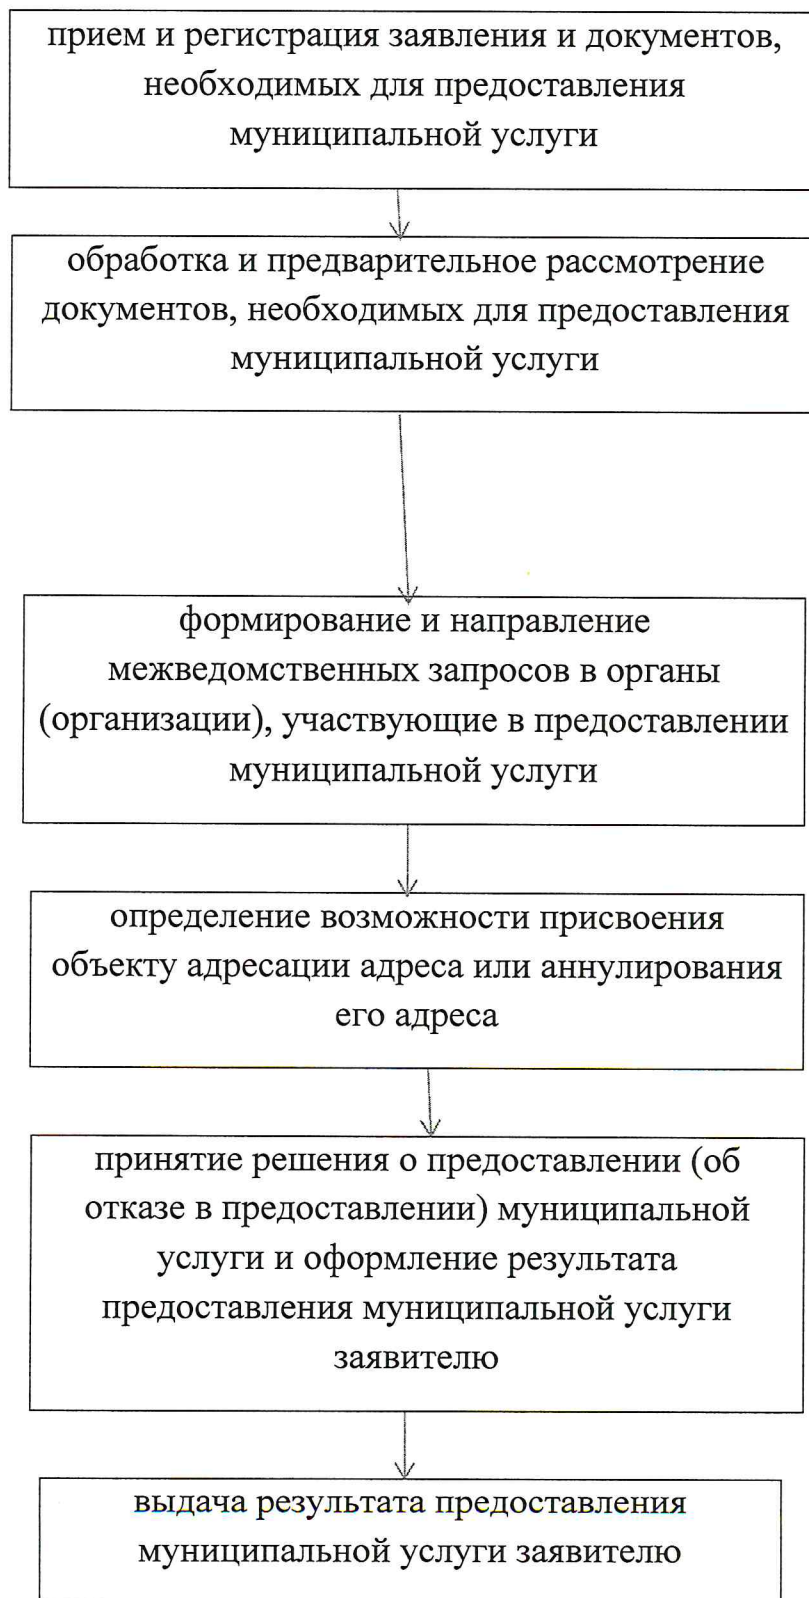 прием и регистрация заявления и документов,
необходимых для предоставления
муниципальной услуги
обработка и предварительное рассмотрение
документов, необходимых для предоставления
муниципальной услуги
формирование и направление
межведомственных запросов в органы
(организации), участвующие в предоставлении
муниципальной услуги
определение возможности присвоения
объекту адресации адреса или аннулирования
его адреса
принятие решения о предоставлении (об
отказе в предоставлении) муниципальной
услуги и оформление результата
предоставления муниципальной услуги
заявителю
выдача результата предоставления
муниципальной услуги заявителю